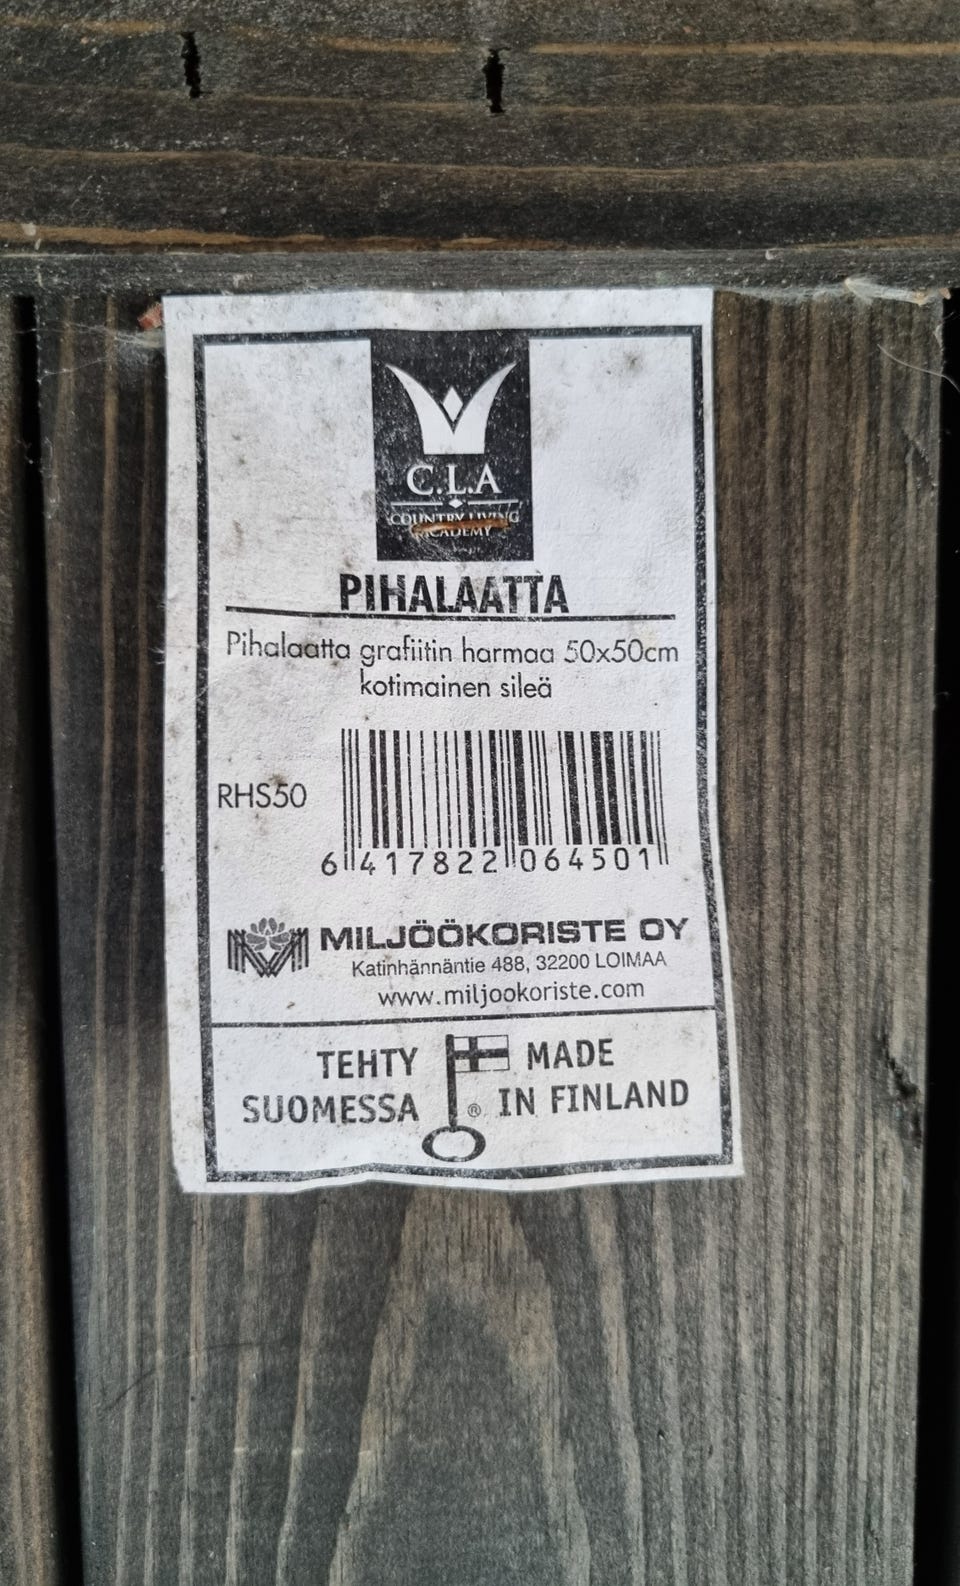 C.L.A
COUNTRY LIVING
ACADEMY
PIHALAATTA
Pihalaatta grafiitin harmaa 50x50cm
kotimainen sileä
RHS50
6 417822 064501
MILJÖÖKORISTE OY
Katinhännäntie 488, 32200 LOIMAA
www.miljookoriste.com
TEHTY SUOMESSA
® MADE IN FINLAND